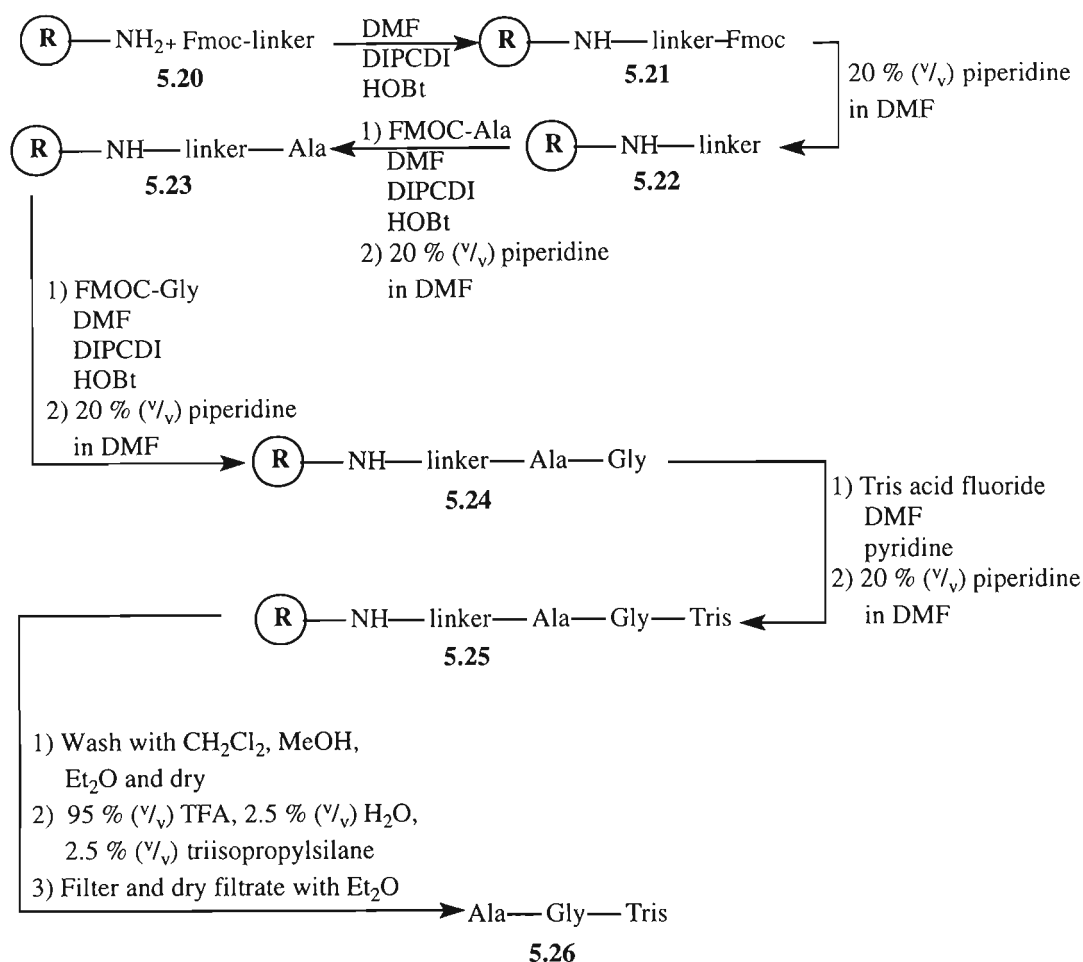 R NH2+ Fmoc-linker
5.20
DMF
DIPCDI
HOBt
R NH linker Fmoc
5.21
20 % (v/v) piperidine
in DMF
R NH linker
5.22
1) FMOC-Ala
DMF
DIPCDI
HOBt
2) 20 % (v/v) piperidine
in DMF
R NH linker Ala
5.23
1) FMOC-Gly
DMF
DIPCDI
HOBt
2) 20 % (v/v) piperidine
in DMF
R NH linker Ala Gly
5.24
1) Tris acid fluoride
DMF
pyridine
2) 20 % (v/v) piperidine
in DMF
R NH linker Ala Gly Tris
5.25
1) Wash with CH2Cl2, MeOH,
Et2O and dry
2) 95 % (v/v) TFA, 2.5 % (v/v) H2O,
2.5 % (v/v) triisopropylsilane
3) Filter and dry filtrate with Et2O
Ala Gly Tris
5.26